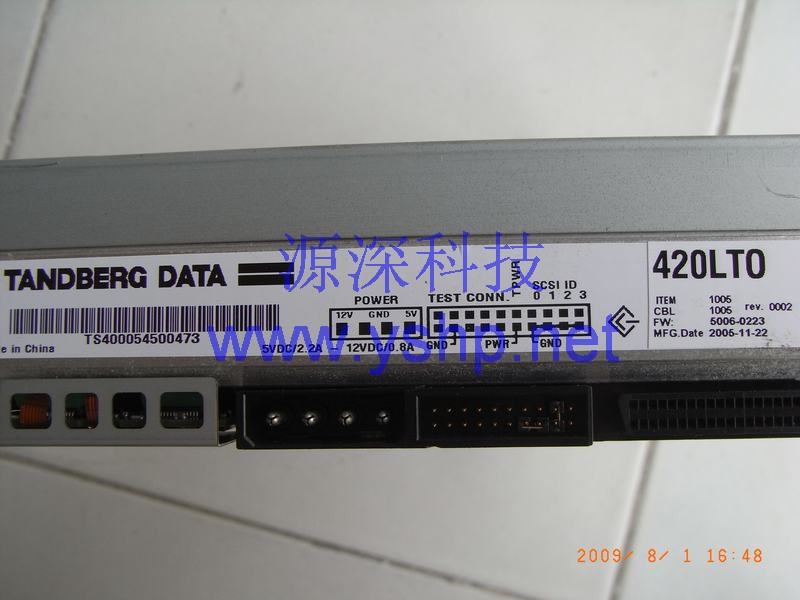 源深科技
www.yshp.net
TANDBERG DATA
TS400054500473
e in China
POWER
12V GND 5V
5VDC/2.2A 12VDC/0.8A
TEST CONN.
TPWR
SCSI ID
0 1 2 3
GND PWR GND
420LTO
ITEM 1005
CBL 1005 rev. 0002
FW: 5006-0223
MFG.Date 2005-11-22
2009/ 8/ 1 16:48